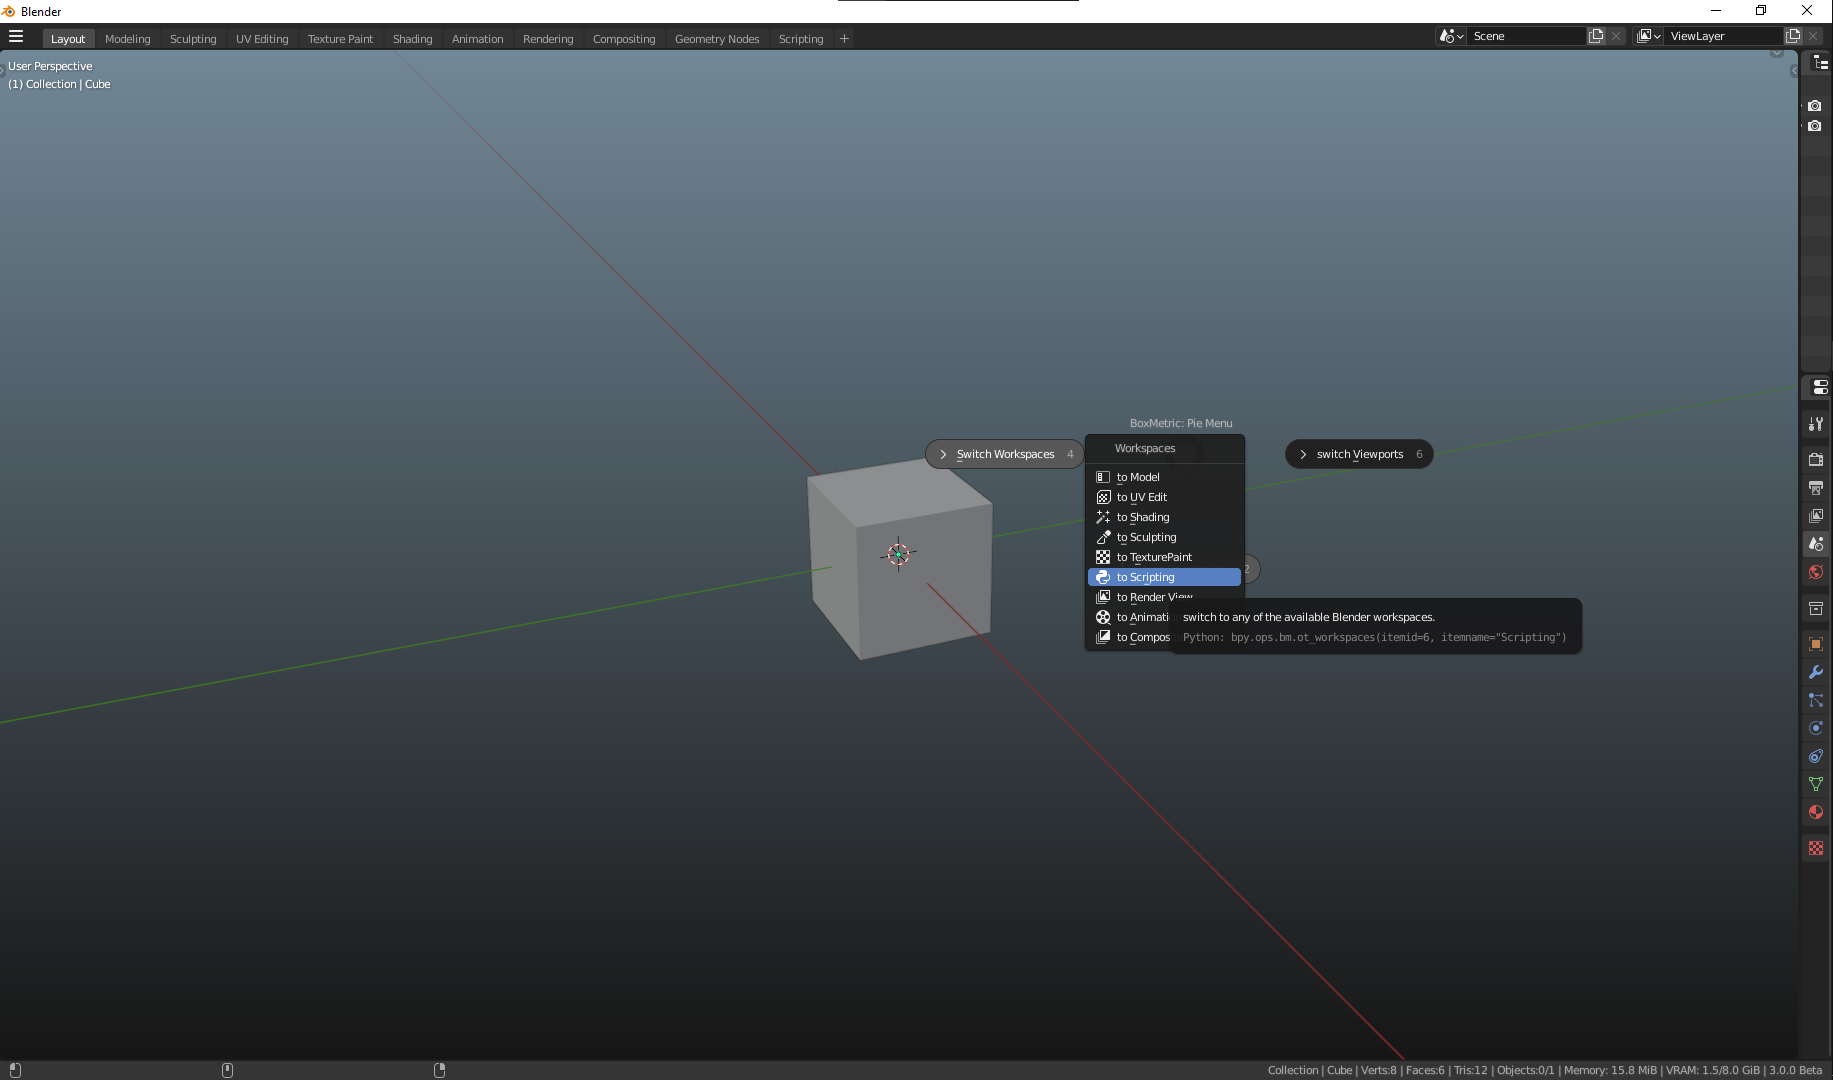 Blender
Layout Modeling Sculpting UV Editing Texture Paint Shading Animation Rendering Compositing Geometry Nodes Scripting + Scene ViewLayer
User Perspective
(1) Collection | Cube
BoxMetric: Pie Menu
Switch Workspaces 4
switch Viewports 6
Workspaces
to Model
to UV Edit
to Shading
to Sculpting
to TexturePaint
to Scripting
2
to Render View
to Animati
to Compos
switch to any of the available Blender workspaces.
Python: bpy.ops.bm.ot_workspaces(itemid=6, itemname="Scripting")
Collection | Cube | Verts:8 | Faces:6 | Tris:12 | Objects:0/1 | Memory: 15.8 MiB | VRAM: 1.5/8.0 GiB | 3.0.0 Beta